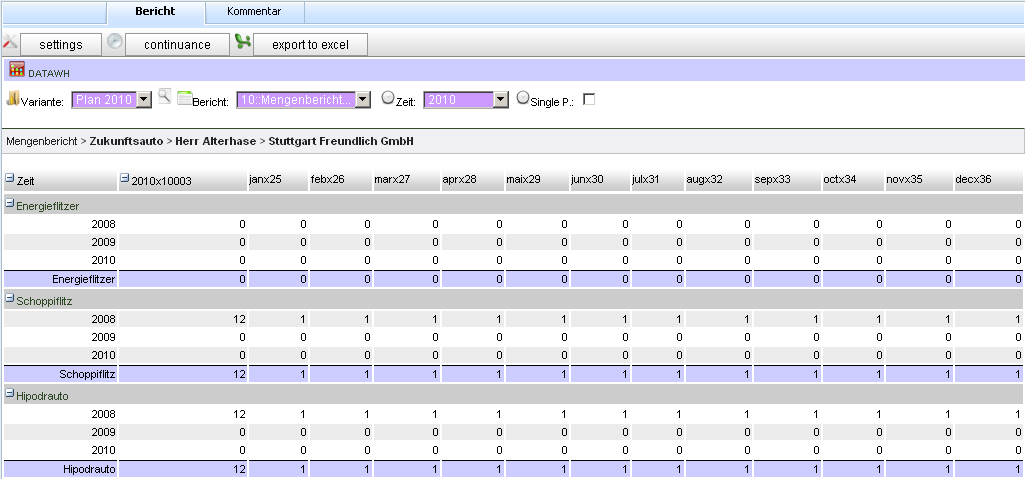 Bericht Kommentar
settings continuance export to excel
DATAWH
Variante: Plan 2010 Bericht: 10::Mengenbericht... Zeit: 2010 Single P.:
Mengenbericht > Zukunftsauto > Herr Alterhase > Stuttgart Freundlich GmbH
Zeit 2010x10003 janx25 febx26 marx27 aprx28 maix29 junx30 julx31 augx32 sepx33 octx34 novx35 decx36
Energieflitzer
2008 0 0 0 0 0 0 0 0 0 0 0 0 0
2009 0 0 0 0 0 0 0 0 0 0 0 0 0
2010 0 0 0 0 0 0 0 0 0 0 0 0 0
Energieflitzer 0 0 0 0 0 0 0 0 0 0 0 0 0
Schoppiflitz
2008 12 1 1 1 1 1 1 1 1 1 1 1 1
2009 0 0 0 0 0 0 0 0 0 0 0 0 0
2010 0 0 0 0 0 0 0 0 0 0 0 0 0
Schoppiflitz 12 1 1 1 1 1 1 1 1 1 1 1 1
Hipodrauto
2008 12 1 1 1 1 1 1 1 1 1 1 1 1
2009 0 0 0 0 0 0 0 0 0 0 0 0 0
2010 0 0 0 0 0 0 0 0 0 0 0 0 0
Hipodrauto 12 1 1 1 1 1 1 1 1 1 1 1 1